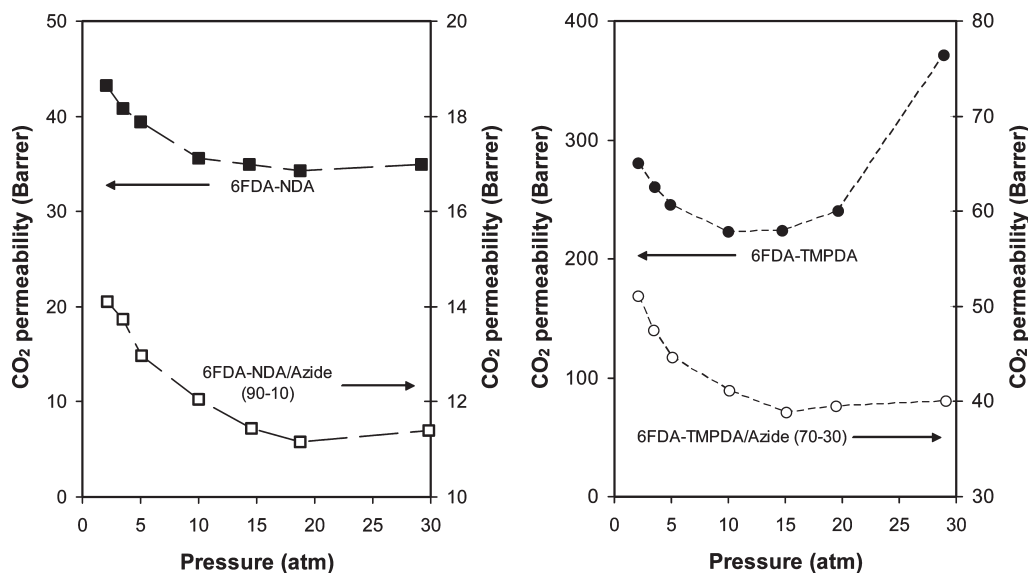 50
40
30
20
10
0
CO2 permeability (Barrer)
20
18
16
14
12
10
CO2 permeability (Barrer)
6FDA-NDA
6FDA-NDA/Azide
(90-10)
0 5 10 15 20 25 30
Pressure (atm)
400
300
200
100
0
CO2 permeability (Barrer)
80
70
60
50
40
30
CO2 permeability (Barrer)
6FDA-TMPDA
6FDA-TMPDA/Azide (70-30)
0 5 10 15 20 25 30
Pressure (atm)